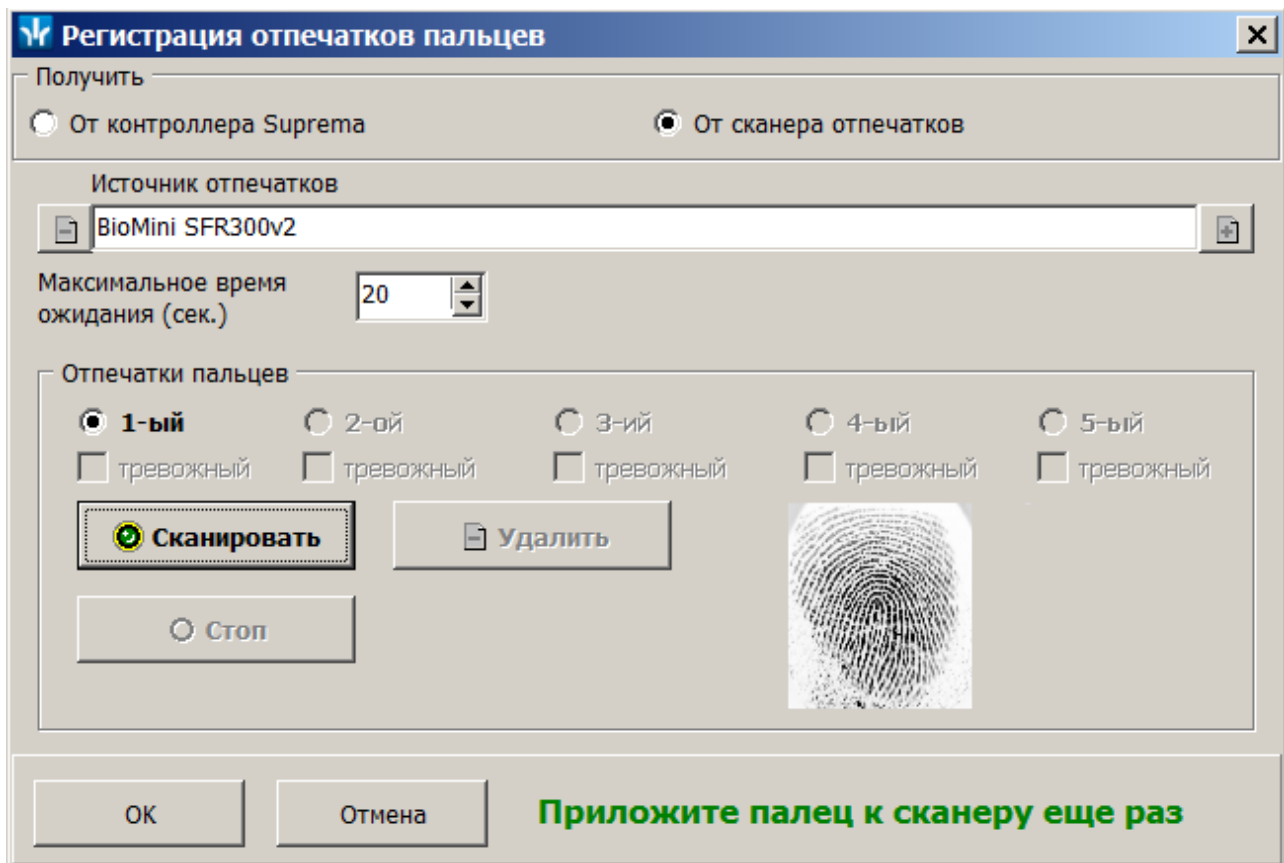 Регистрация отпечатков пальцев
Получить
От контроллера Suprema
От сканера отпечатков
Источник отпечатков
BioMini SFR300v2
Максимальное время
ожидания (сек.)
20
Отпечатки пальцев
1-ый 2-ой 3-ий 4-ый 5-ый
тревожный тревожный тревожный тревожный тревожный
Сканировать Удалить
Стоп
ОК Отмена Приложите палец к сканеру еще раз